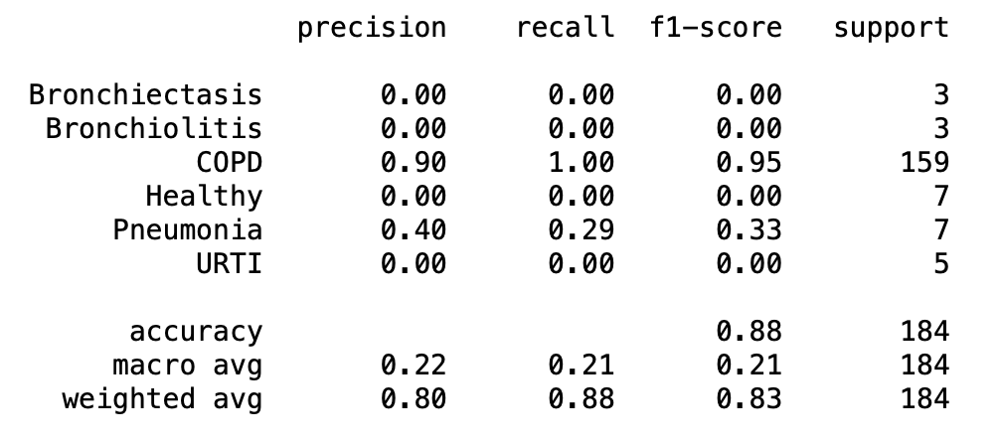 precision recall f1-score support
Bronchiectasis 0.00 0.00 0.00 3
Bronchiolitis 0.00 0.00 0.00 3
COPD 0.90 1.00 0.95 159
Healthy 0.00 0.00 0.00 7
Pneumonia 0.40 0.29 0.33 7
URTI 0.00 0.00 0.00 5
accuracy 0.88 184
macro avg 0.22 0.21 0.21 184
weighted avg 0.80 0.88 0.83 184